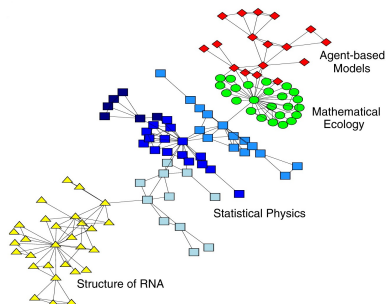 Agent-based
Models
Mathematical
Ecology
Statistical Physics
Structure of RNA